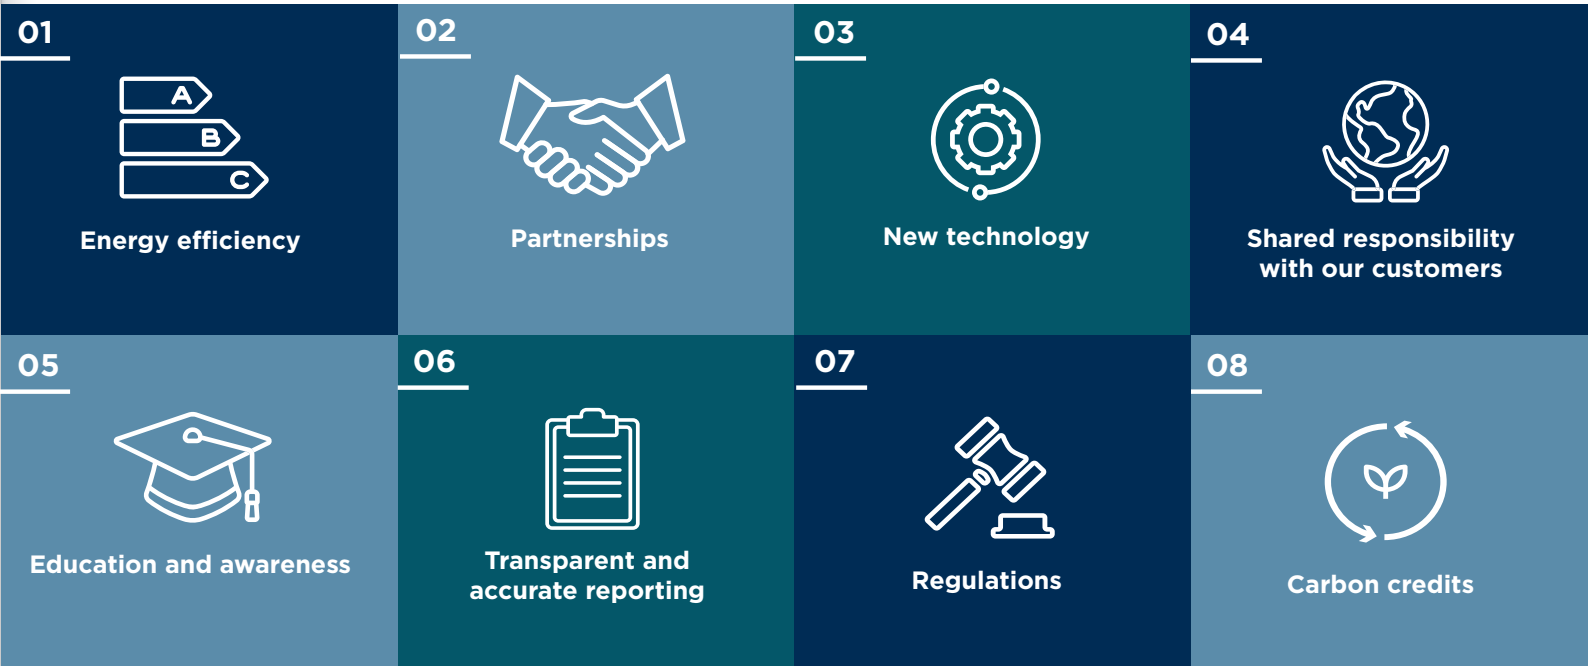 01
A
B
C
Energy efficiency
02
Partnerships
03
New technology
04
Shared responsibility
with our customers
05
Education and awareness
06
Transparent and
accurate reporting
07
Regulations
08
Carbon credits